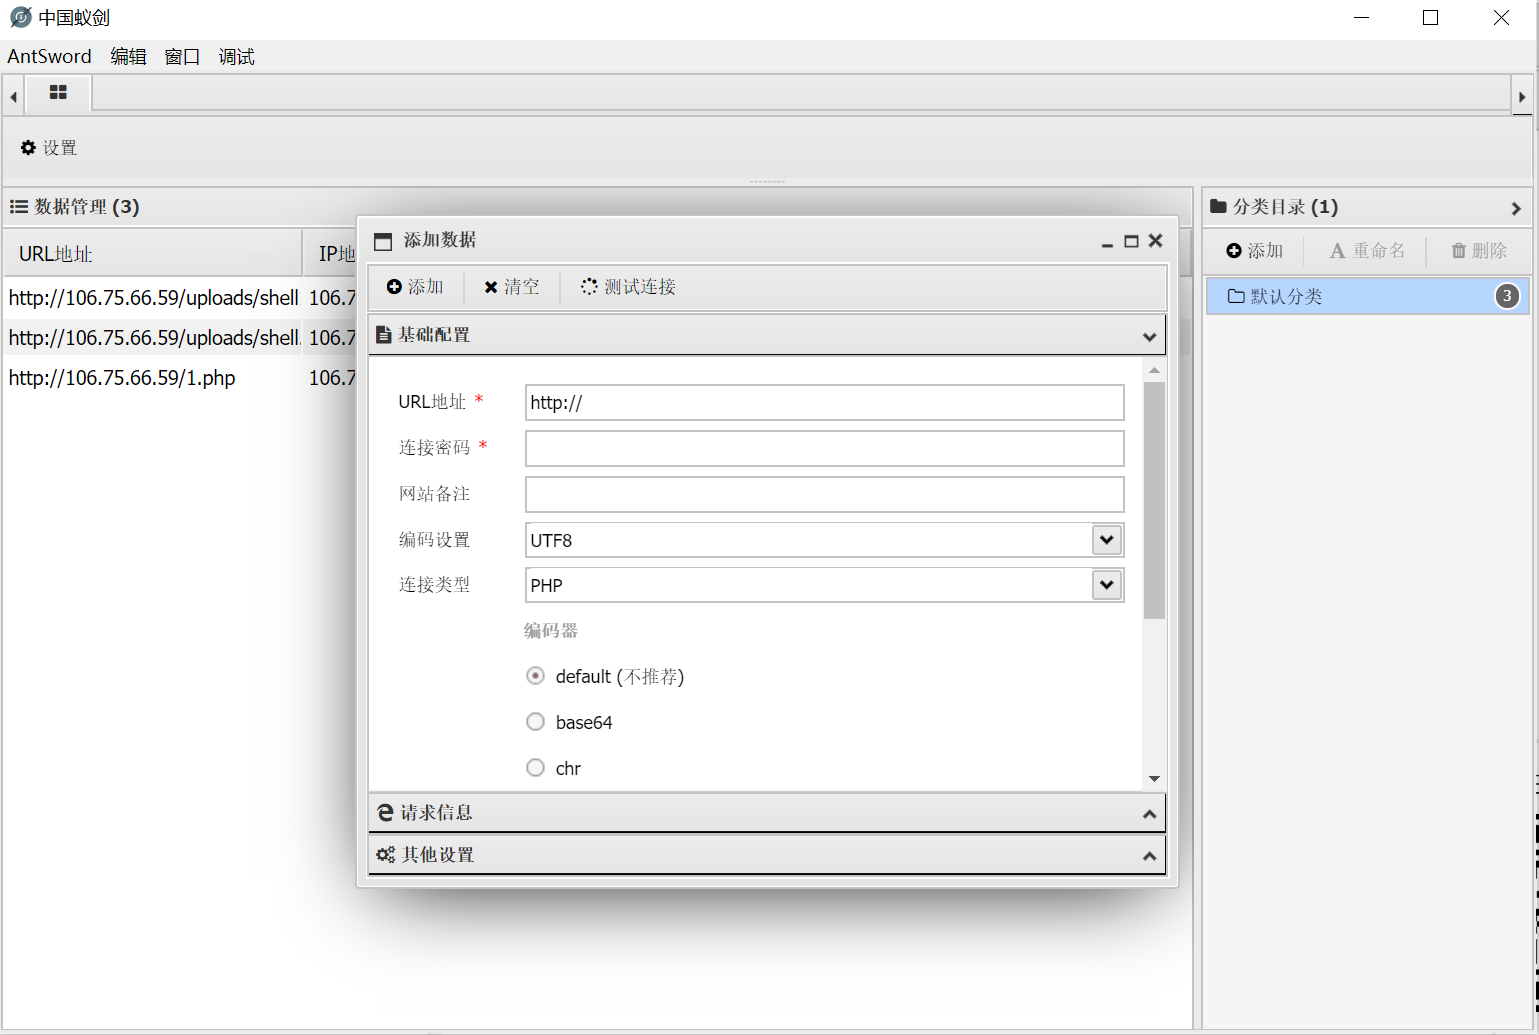 中国蚁剑
AntSword 编辑 窗口 调试
设置
数据管理 (3)
URL地址 IP地
http://106.75.66.59/uploads/shell 106.7
http://106.75.66.59/uploads/shell. 106.7
http://106.75.66.59/1.php 106.7
添加数据
添加 清空 测试连接
基础配置
URL地址 * http://
连接密码 *
网站备注
编码设置 UTF8
连接类型 PHP
编码器
default (不推荐)
base64
chr
请求信息
其他设置
分类目录 (1)
添加 重命名 删除
默认分类 3